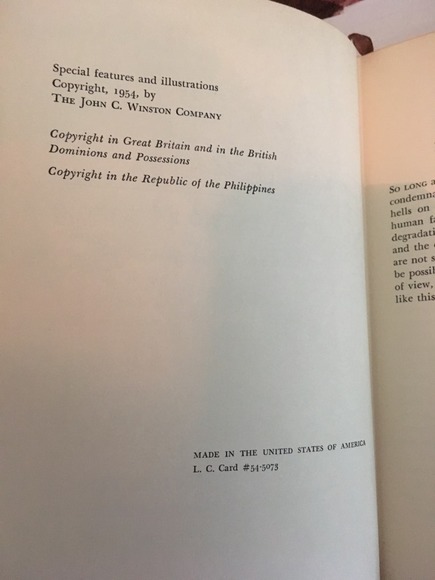 Special features and illustrations
Copyright, 1954, by
THE JOHN C. WINSTON COMPANY
Copyright in Great Britain and in the British
Dominions and Possessions
Copyright in the Republic of the Philippines
MADE IN THE UNITED STATES OF AMERICA
L. C. Card #54-5073
SO LONG
hells on
human
and the
are not
be
of view,
like this